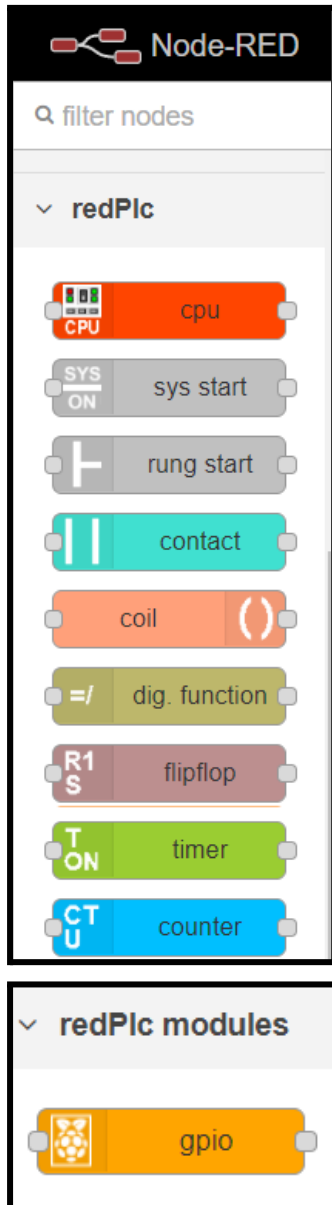 Node-RED
filter nodes
redPlc
CPU cpu
SYS
ON sys start
rung start
contact
coil ()
=/ dig. function
R1
S flipflop
T
ON timer
CT
U counter
redPlc modules
gpio